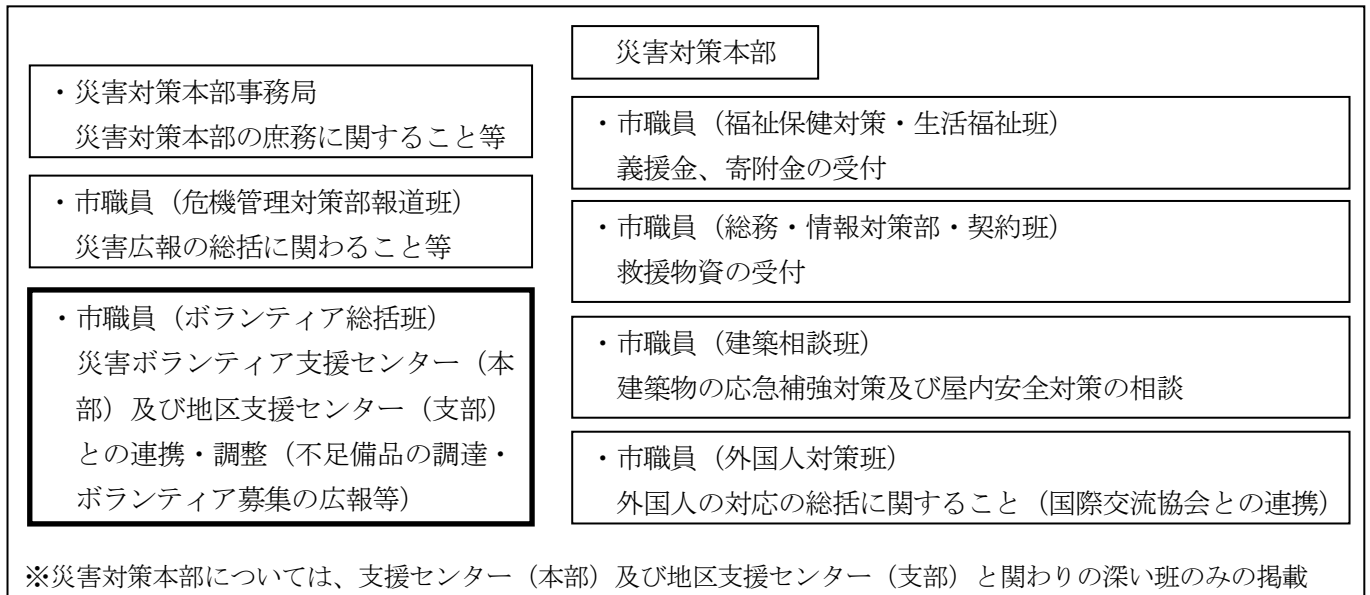 災害対策本部
・災害対策本部事務局
災害対策本部の庶務に関すること等
・市職員（危機管理対策部報道班）
災害広報の総括に関わること等
・市職員（ボランティア総括班）
災害ボランティア支援センター（本
部）及び地区支援センター（支部）
との連携・調整（不足備品の調達・
ボランティア募集の広報等）
・市職員（福祉保健対策・生活福祉班）
義援金、寄附金の受付
・市職員（総務・情報対策部・契約班）
救援物資の受付
・市職員（建築相談班）
建築物の応急補強対策及び屋内安全対策の相談
・市職員（外国人対策班）
外国人の対応の総括に関すること（国際交流協会との連携）
※災害対策本部については、支援センター（本部）及び地区支援センター（支部）と関わりの深い班のみの掲載